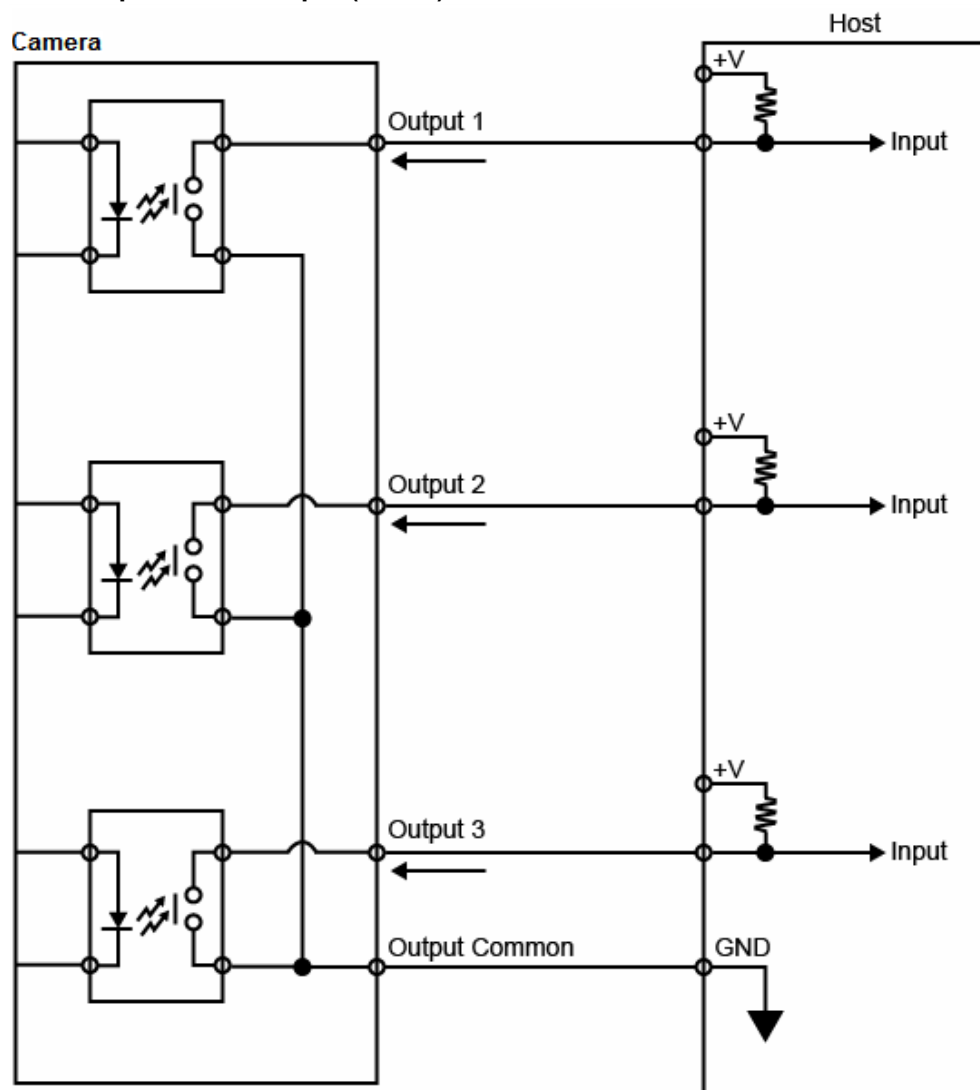 Host
Camera
+V
Output 1
Input
+V
Output 2
Input
+V
Output 3
Input
Output Common
GND